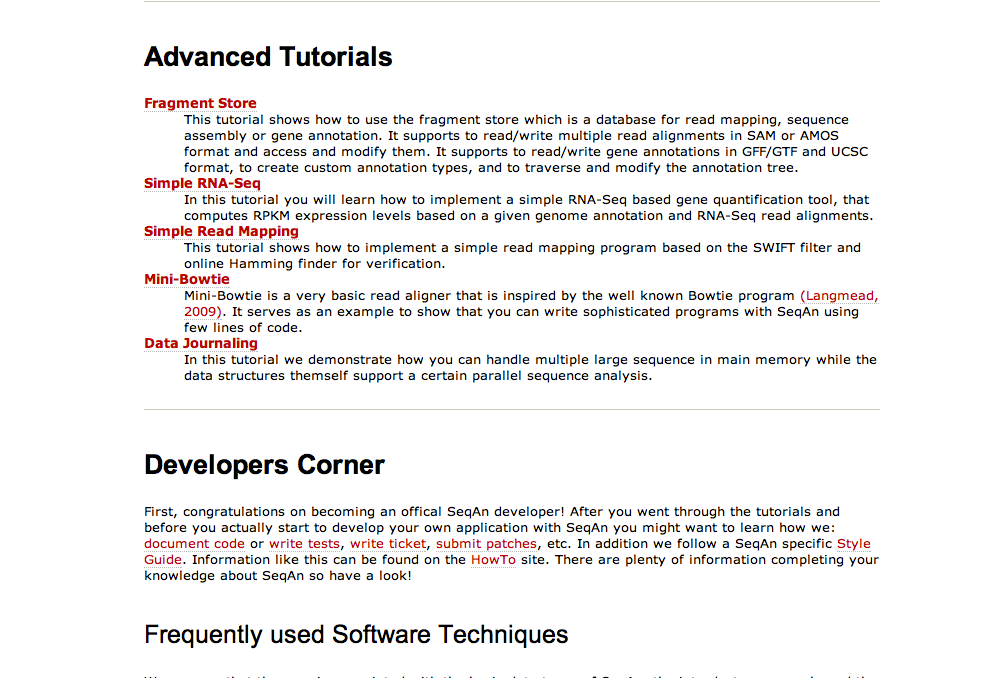 Advanced Tutorials
Fragment Store
This tutorial shows how to use the fragment store which is a database for read mapping, sequence
assembly or gene annotation. It supports to read/write multiple read alignments in SAM or AMOS
format and access and modify them. It supports to read/write gene annotations in GFF/GTF and UCSC
format, to create custom annotation types, and to traverse and modify the annotation tree.
Simple RNA-Seq
In this tutorial you will learn how to implement a simple RNA-Seq based gene quantification tool, that
computes RPKM expression levels based on a given genome annotation and RNA-Seq read alignments.
Simple Read Mapping
This tutorial shows how to implement a simple read mapping program based on the SWIFT filter and
online Hamming finder for verification.
Mini-Bowtie
Mini-Bowtie is a very basic read aligner that is inspired by the well known Bowtie program (Langmead,
2009). It serves as an example to show that you can write sophisticated programs with SeqAn using
few lines of code.
Data Journaling
In this tutorial we demonstrate how you can handle multiple large sequence in main memory while the
data structures themself support a certain parallel sequence analysis.
Developers Corner
First, congratulations on becoming an offical SeqAn developer! After you went through the tutorials and
before you actually start to develop your own application with SeqAn you might want to learn how we:
document code or write tests, write ticket, submit patches, etc. In addition we follow a SeqAn specific Style
Guide. Information like this can be found on the HowTo site. There are plenty of information completing your
knowledge about SeqAn so have a look!
Frequently used Software Techniques